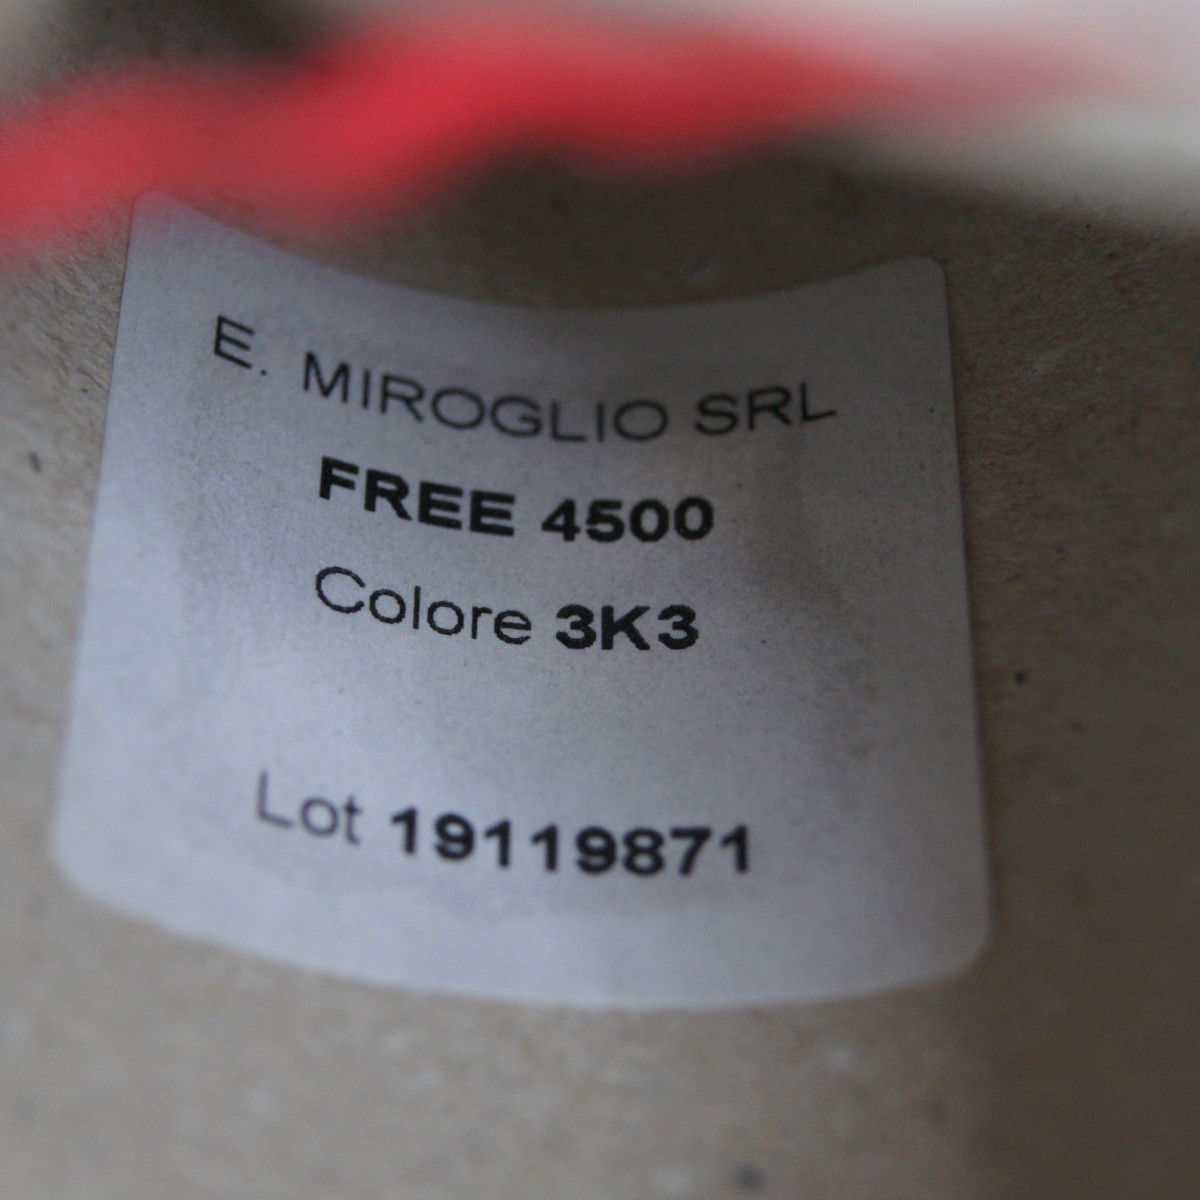 E. MIROGLIO SRL
FREE 4500
Colore 3K3
Lot 19119871